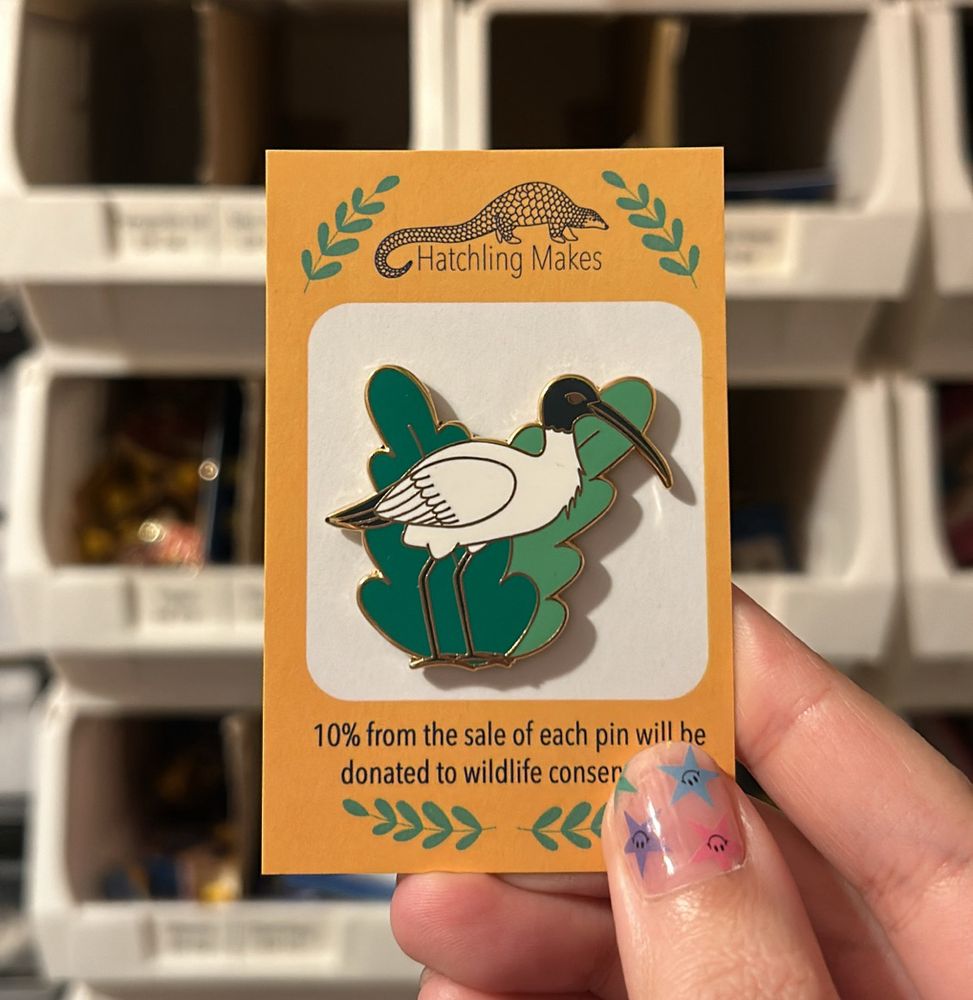 Hatchling Makes
10% from the sale of each pin will be
donated to wildlife